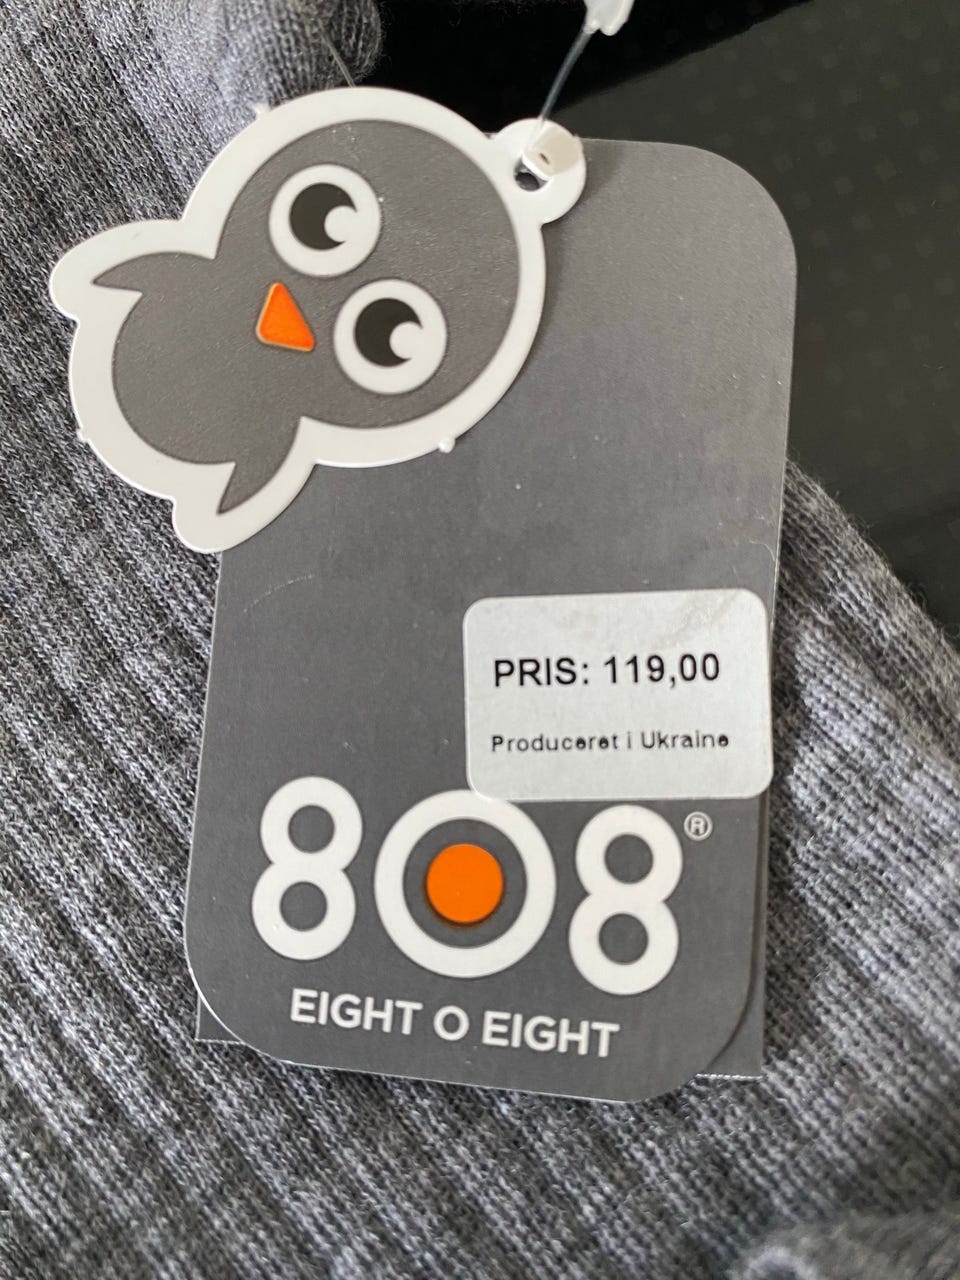 PRIS: 119,00
Produceret i Ukraine
808®
EIGHT O EIGHT